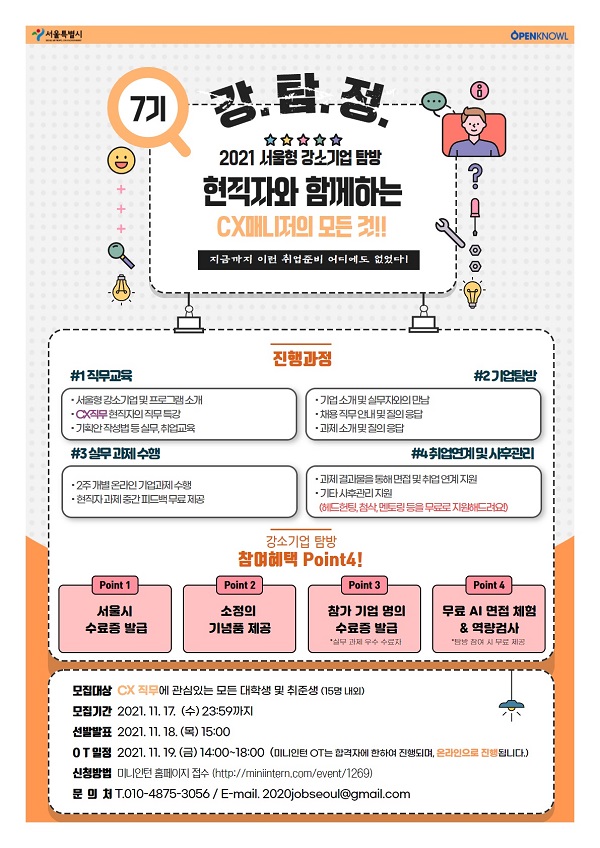 서울특별시
OPENKNOWL
7기
강.탐.정.
2021 서울형 강소기업 탐방
현직자와 함께하는
CX매니저의 모든 것!!
지금까지 이런 취업준비 어디에도 없었다!
진행과정
#1 직무교육
• 서울형 강소기업 및 프로그램 소개
• CX직무 현직자의 직무 특강
• 기획안 작성법 등 실무, 취업교육
#2 기업탐방
• 기업 소개 및 실무자와의 만남
• 채용 직무 안내 및 질의 응답
• 과제 소개 및 질의 응답
#3 실무 과제 수행
• 2주 개별 온라인 기업과제 수행
• 현직자 과제 중간 피드백 무료 제공
#4 취업연계 및 사후관리
• 과제 결과물을 통해 면접 및 취업 연계 지원
• 기타 사후관리 지원
(헤드헌팅, 첨삭, 멘토링 등을 무료로 지원해드려요!)
강소기업 탐방
참여혜택 Point4!
Point 1
서울시
수료증 발급
Point 2
소정의
기념품 제공
Point 3
참가 기업 명의
수료증 발급
*실무 과제 우수 수료자
Point 4
무료 AI 면접 체험
& 역량검사
*탐방 참여 시 무료 제공
모집대상 CX 직무에 관심있는 모든 대학생 및 취준생 (15명 내외)
모집기간 2021. 11. 17. (수) 23:59까지
선발발표 2021. 11. 18. (목) 15:00
O T 일정 2021. 11. 19. (금) 14:00~18:00 (미니인턴 OT는 합격자에 한하여 진행되며, 온라인으로 진행됩니다.)
신청방법 미니인턴 홈페이지 접수 (http://miniintern.com/event/1269)
문 의 처 T.010-4875-3056 / E-mail. 2020jobseoul@gmail.com